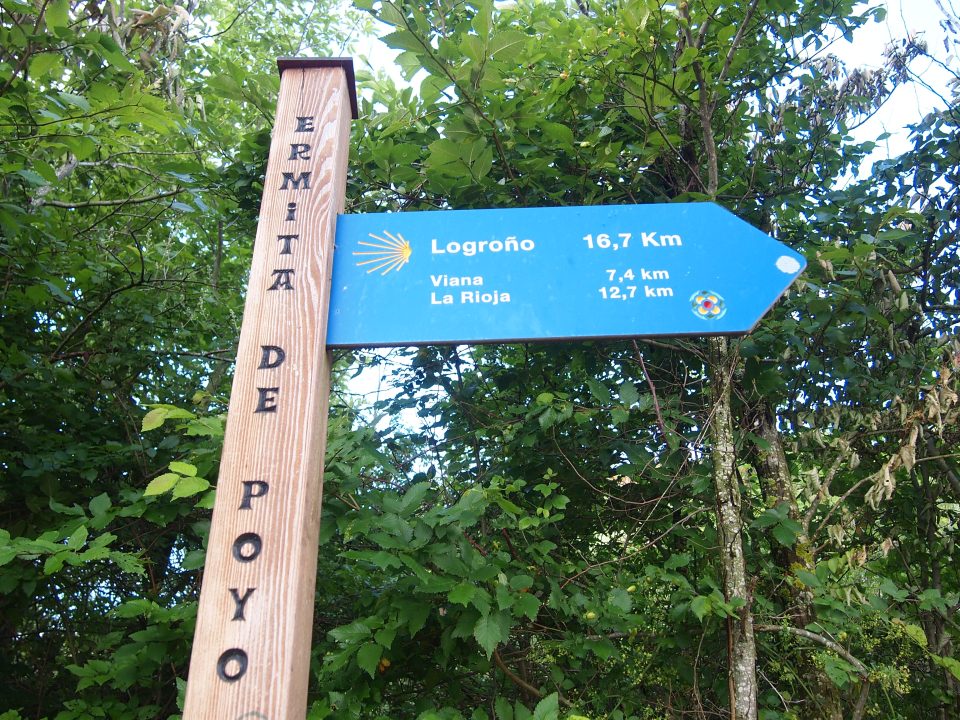 ERMITA DE POYO
Logroño 16,7 Km
Viana 7,4 km
La Rioja 12,7 km